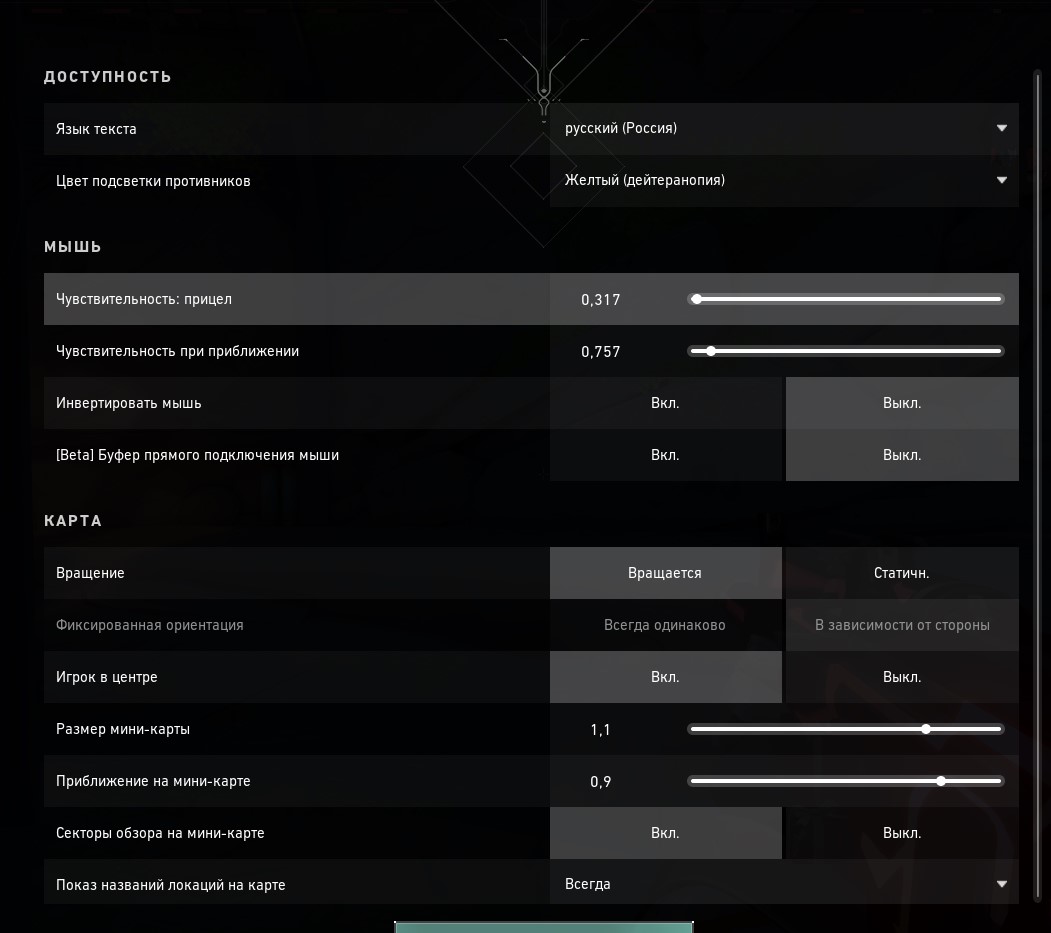 ДОСТУПНОСТЬ
Язык текста русский (Россия)
Цвет подсветки противников Желтый (дейтеранопия)
МЫШЬ
Чувствительность: прицел 0,317
Чувствительность при приближении 0,757
Инвертировать мышь Вкл. Выкл.
[Beta] Буфер прямого подключения мыши Вкл. Выкл.
КАРТА
Вращение Вращается Статичн.
Фиксированная ориентация Всегда одинаково В зависимости от стороны
Игрок в центре Вкл. Выкл.
Размер мини-карты 1,1
Приближение на мини-карте 0,9
Секторы обзора на мини-карте Вкл. Выкл.
Показ названий локаций на карте Всегда